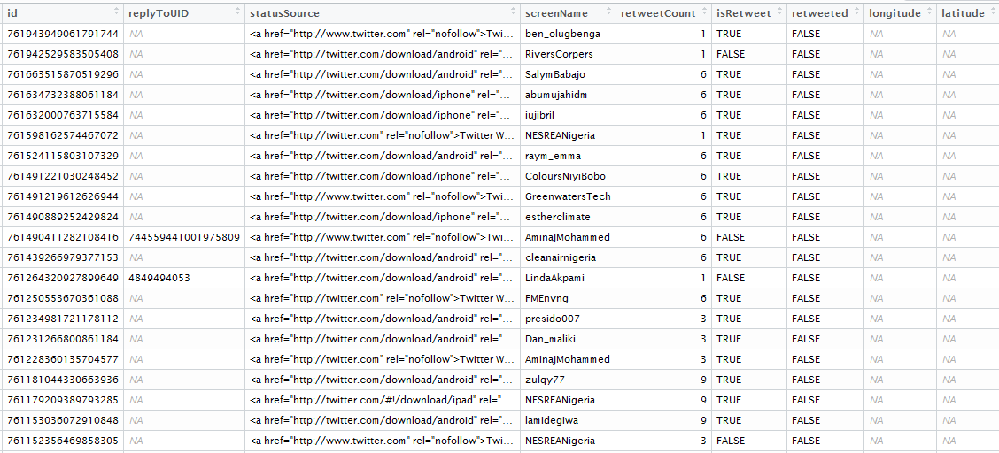 id replyToUID statusSource screenName retweetCount isRetweet retweeted longitude latitude
761943949061791744 NA <a href="http://www.twitter.com" rel="nofollow">Twi... ben_olugbenga 1 TRUE FALSE NA NA
761942529583505408 NA <a href="http://twitter.com/download/android" rel="... RiversCorpers 1 FALSE FALSE NA NA
761663515870519296 NA <a href="http://twitter.com/download/android" rel="... SalymBabajo 6 TRUE FALSE NA NA
761634732388061184 NA <a href="http://twitter.com/download/iphone" rel="... abumujahidm 6 TRUE FALSE NA NA
761632000763715584 NA <a href="http://twitter.com/download/iphone" rel="... iujibril 6 TRUE FALSE NA NA
761598162574467072 NA <a href="http://twitter.com" rel="nofollow">Twitter W... NESREANigeria 1 TRUE FALSE NA NA
761524115803107329 NA <a href="http://twitter.com/download/android" rel="... raym_emma 6 TRUE FALSE NA NA
761491221030248452 NA <a href="http://twitter.com/download/iphone" rel="... ColoursNiyiBobo 6 TRUE FALSE NA NA
761491219612626944 NA <a href="http://www.twitter.com" rel="nofollow">Twi... GreenwatersTech 6 TRUE FALSE NA NA
761490889252429824 NA <a href="http://twitter.com/download/iphone" rel="... estherclimate 6 TRUE FALSE NA NA
761490411282108416 744559441001975809 <a href="http://www.twitter.com" rel="nofollow">Twi... AminaJMohammed 6 FALSE FALSE NA NA
761439266979377153 NA <a href="http://twitter.com/download/android" rel="... cleanairnigeria 6 TRUE FALSE NA NA
761264320927899649 4849494053 <a href="http://twitter.com/download/android" rel="... LindaAkpami 1 FALSE FALSE NA NA
761250553670361088 NA <a href="http://twitter.com" rel="nofollow">Twitter W... FMEnvng 6 TRUE FALSE NA NA
761234981721178112 NA <a href="http://twitter.com/download/android" rel="... presido007 3 TRUE FALSE NA NA
761231266800861184 NA <a href="http://twitter.com/download/android" rel="... Dan_maliki 3 TRUE FALSE NA NA
761228360135704577 NA <a href="http://twitter.com" rel="nofollow">Twitter W... AminaJMohammed 3 TRUE FALSE NA NA
761181044330663936 NA <a href="http://twitter.com/download/android" rel="... zulqy77 9 TRUE FALSE NA NA
761179209389793285 NA <a href="http://twitter.com/#!/download/ipad" rel="... NESREANigeria 9 TRUE FALSE NA NA
761153036072910848 NA <a href="http://twitter.com/download/android" rel="... lamidegiwa 9 TRUE FALSE NA NA
761152356469858305 NA <a href="http://www.twitter.com" rel="nofollow">Twi... NESREANigeria 3 FALSE FALSE NA NA